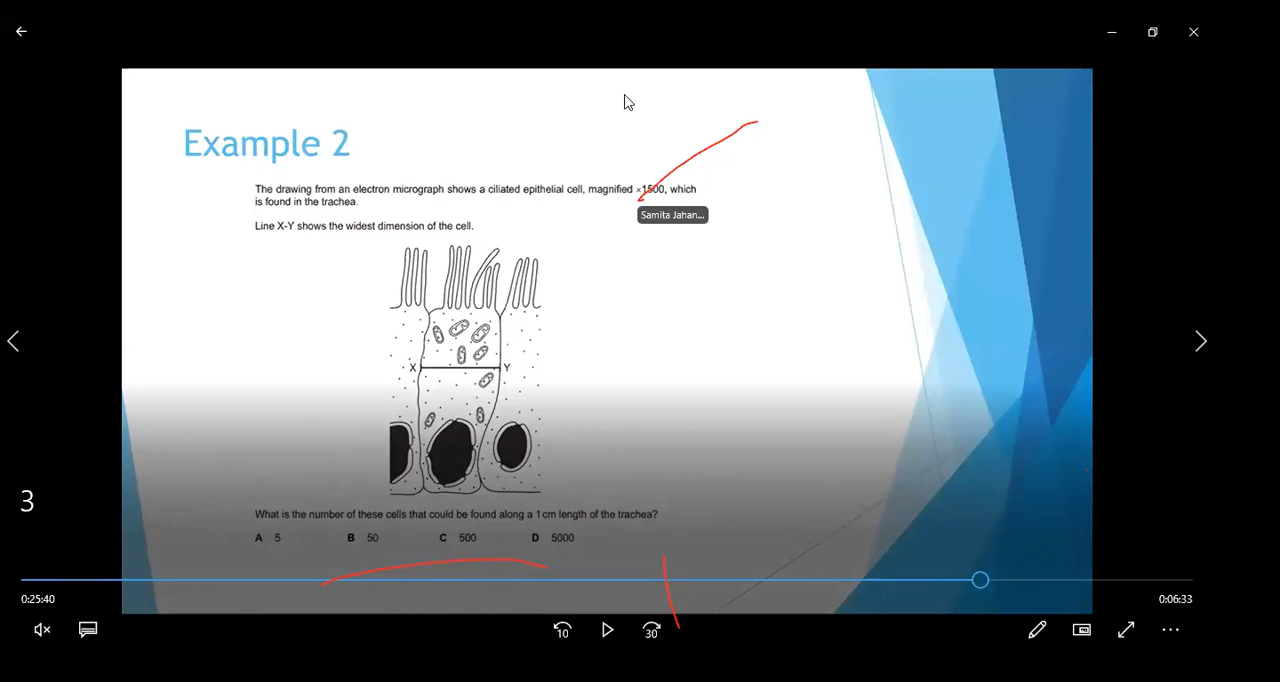 Example 2
The drawing from an electron micrograph shows a ciliated epithelial cell, magnified ×1500, which
is found in the trachea.
Samita Jahan...
Line X-Y shows the widest dimension of the cell.
X Y
3
What is the number of these cells that could be found along a 1 cm length of the trachea?
A 5 B 50 C 500 D 5000
0:25:40 0:06:33
10 30